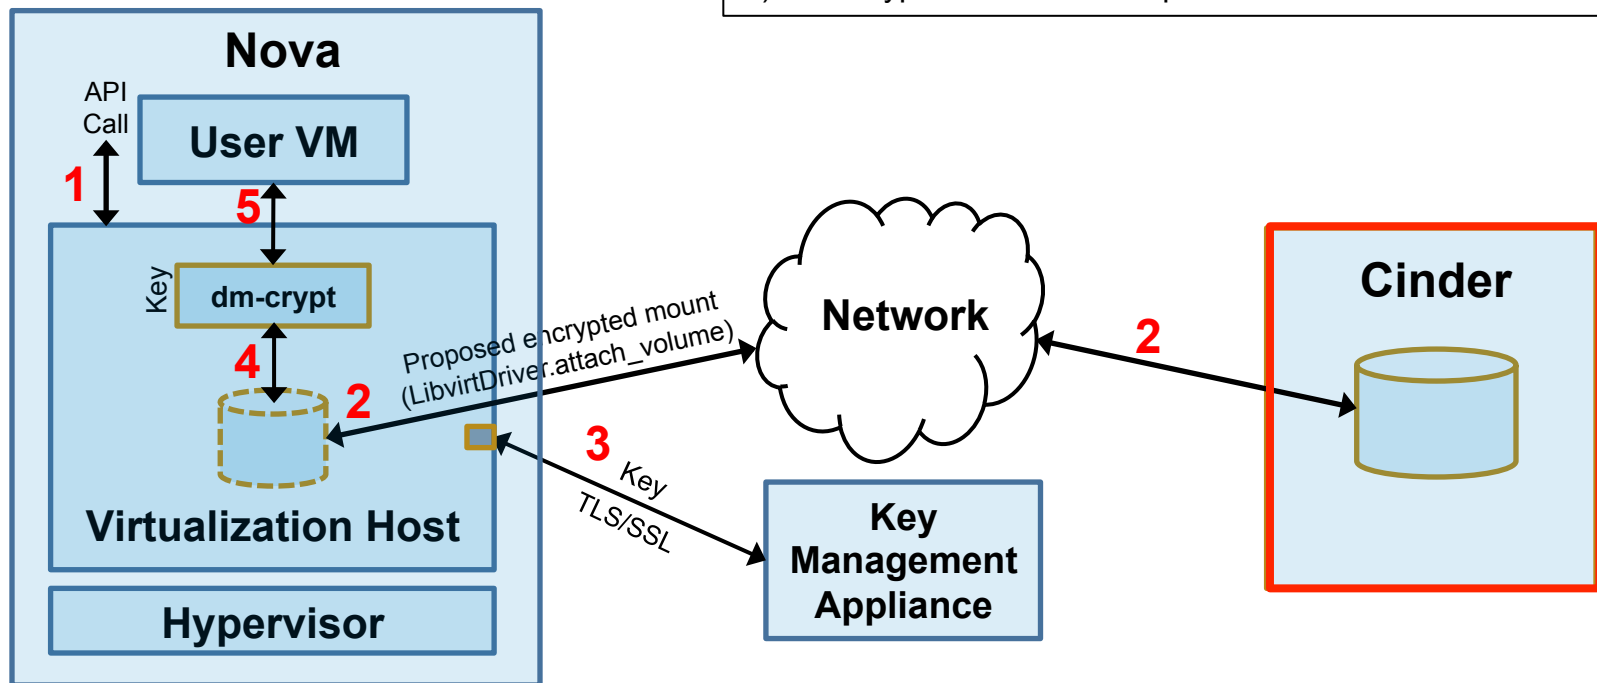 Nova
API
Call
User VM
1
5
Key
dm-crypt
4
2
Proposed encrypted mount
(LibvirtDriver.attach_volume)
Virtualization Host
Hypervisor
Network
3
Key
TLS/SSL
Key
Management
Appliance
2
Cinder